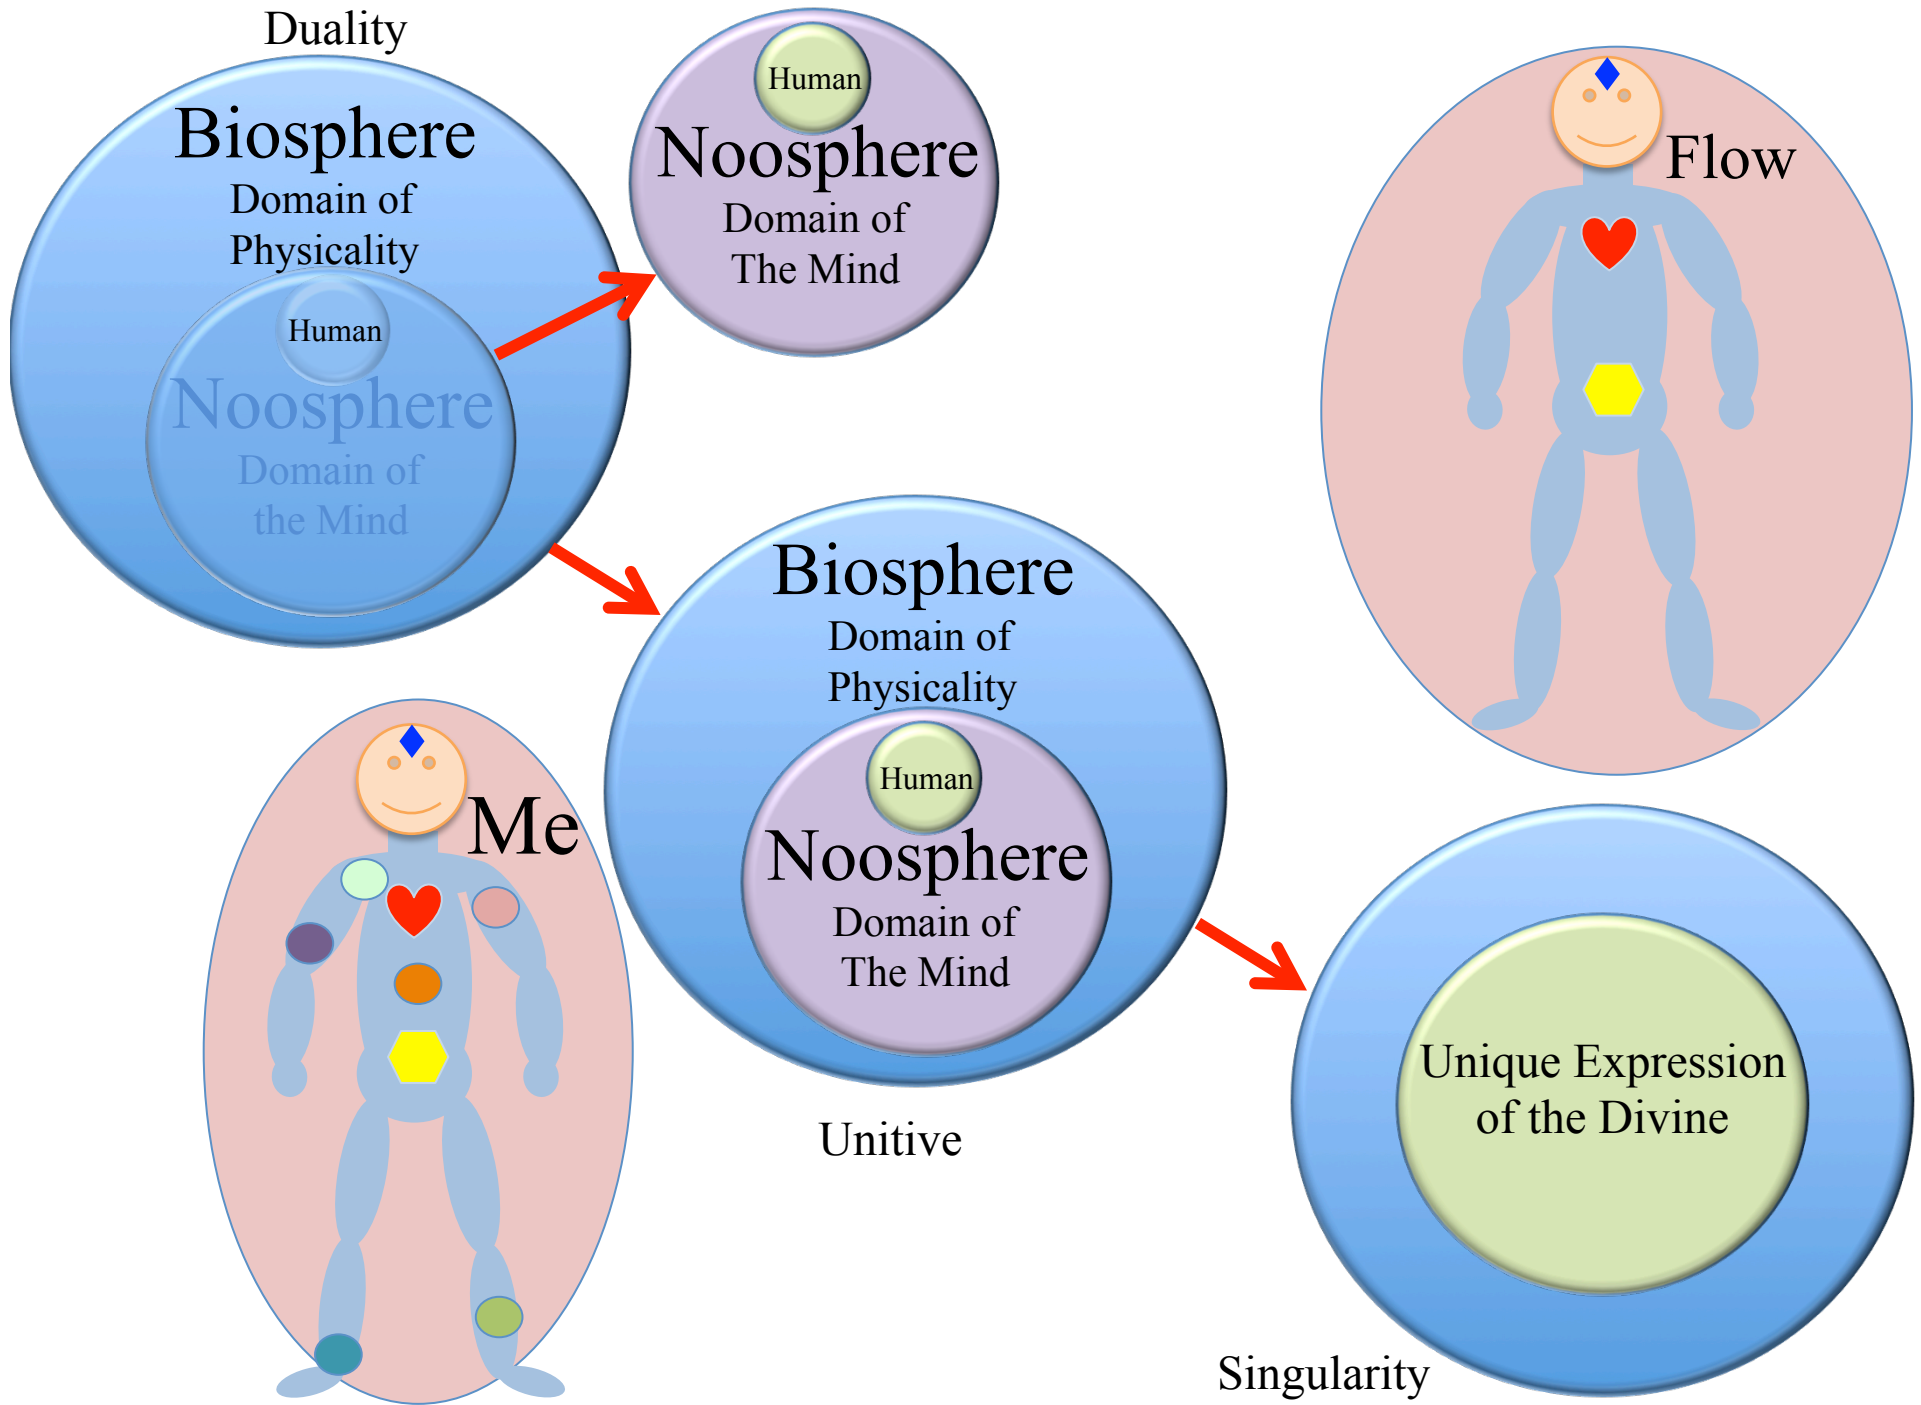 Duality
Biosphere
Domain of
Physicality
Human
Noosphere
Domain of
the Mind
Human
Noosphere
Domain of
The Mind
Flow
Me
Biosphere
Domain of
Physicality
Human
Noosphere
Domain of
The Mind
Unitive
Unique Expression
of the Divine
Singularity